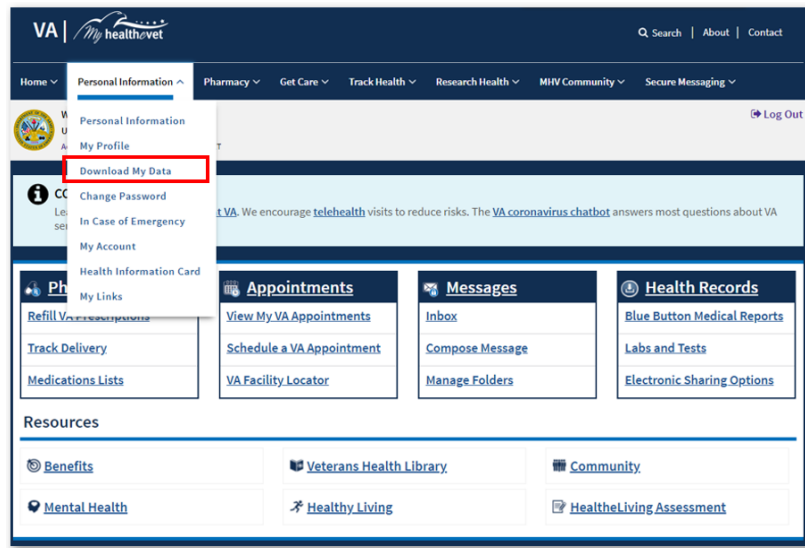 VA | My healthevet
Search | About | Contact
Home Personal Information Pharmacy Get Care Track Health Research Health MHV Community Secure Messaging
Log Out
Personal Information
My Profile
Download My Data
Change Password
In Case of Emergency
My Account
Health Information Card
My Links
t VA. We encourage telehealth visits to reduce risks. The VA coronavirus chatbot answers most questions about VA
Ph
Refill VA Prescriptions
Track Delivery
Medications Lists
Appointments
View My VA Appointments
Schedule a VA Appointment
VA Facility Locator
Messages
Inbox
Compose Message
Manage Folders
Health Records
Blue Button Medical Reports
Labs and Tests
Electronic Sharing Options
Resources
Benefits
Veterans Health Library
Community
Mental Health
Healthy Living
HealtheLiving Assessment